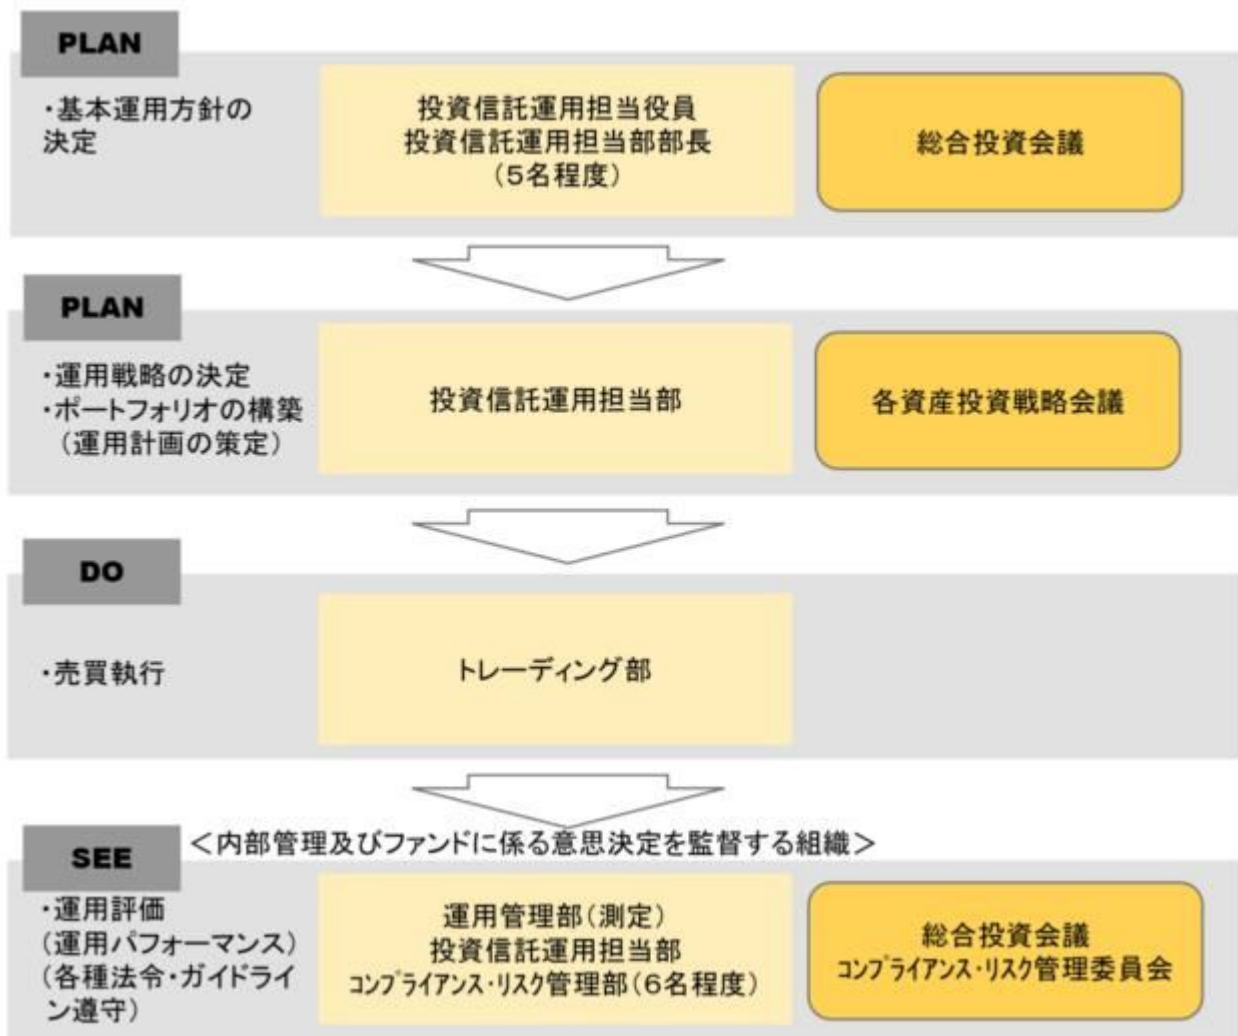 PLAN
・基本運用方針の
決定
投資信託運用担当役員
投資信託運用担当部部長
(5名程度)
総合投資会議
PLAN
・運用戦略の決定
・ポートフォリオの構築
(運用計画の策定)
投資信託運用担当部
各資産投資戦略会議
DO
・売買執行
トレーディング部
SEE
＜内部管理及びファンドに係る意思決定を監督する組織＞
・運用評価
(運用パフォーマンス)
(各種法令・ガイドライ
ン遵守)
運用管理部(測定)
投資信託運用担当部
コンプライアンス・リスク管理部(6名程度)
総合投資会議
コンプライアンス・リスク管理委員会